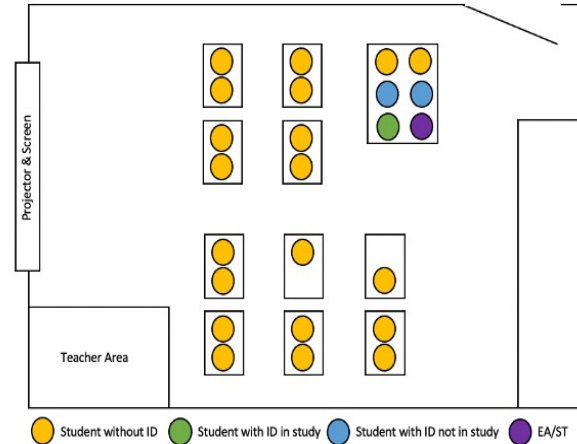 Projector & Screen
Teacher Area
Student without ID
Student with ID in study
Student with ID not in study
EA/ST